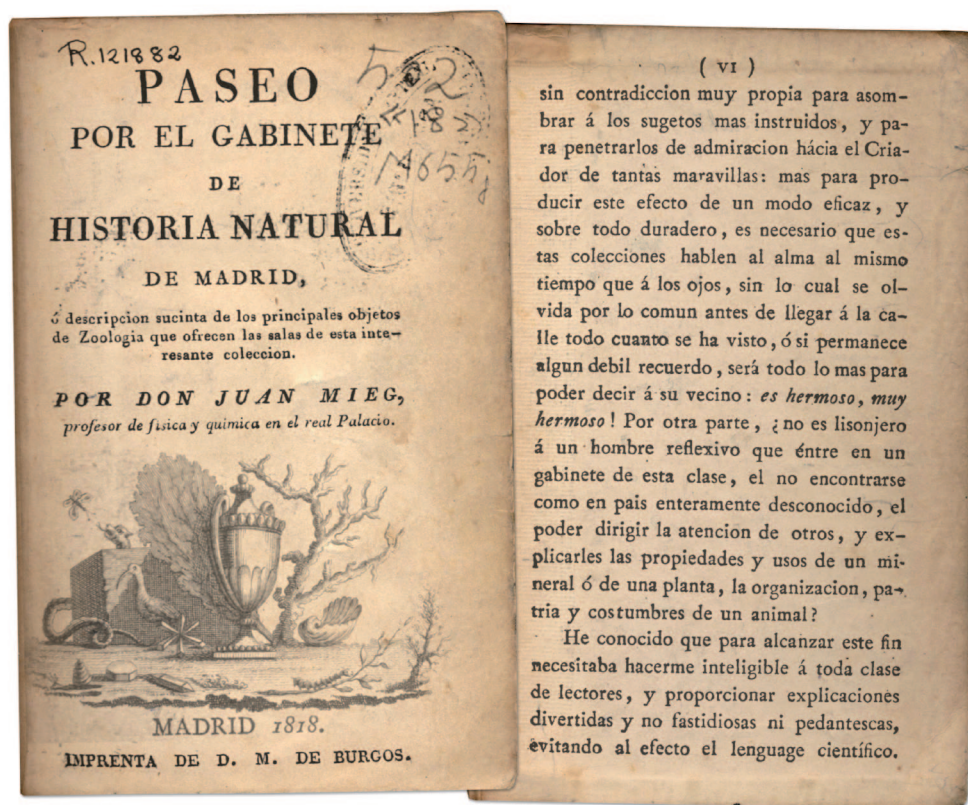 R.121882
PASEO
POR EL GABINETE
DE
HISTORIA NATURAL
DE MADRID,
ó descripcion sucinta de los principales objetos
de Zoologia que ofrecen las salas de esta inte-
resante coleccion.
POR DON JUAN MIEG,
profesor de física y quimica en el real Palacio.
MADRID 1818.
IMPRENTA DE D. M. DE BURGOS.
( VI )
sin contradiccion muy propia para asom-
brar á los sugetos mas instruidos, y pa-
ra penetrarlos de admiracion hácia el Cria-
dor de tantas maravillas: mas para pro-
ducir este efecto de un modo eficaz, y
sobre todo duradero, es necesario que es-
tas colecciones hablen al alma al mismo
tiempo que á los ojos, sin lo cual se ol-
vida por lo comun antes de llegar á la ca-
lle todo cuanto se ha visto, ó si permanece
algun debil recuerdo, será todo lo mas para
poder decir á su vecino: es hermoso, muy
hermoso! Por otra parte, ¿no es lisonjero
á un hombre reflexivo que éntre en un
gabinete de esta clase, el no encontrarse
como en pais enteramente desconocido, el
poder dirigir la atencion de otros, y ex-
plicarles las propiedades y usos de un mi-
neral ó de una planta, la organizacion, pa-
tria y costumbres de un animal?
He conocido que para alcanzar este fin
necesitaba hacerme inteligible á toda clase
de lectores, y proporcionar explicaciones
divertidas y no fastidiosas ni pedantescas,
evitando al efecto el lenguage científico.